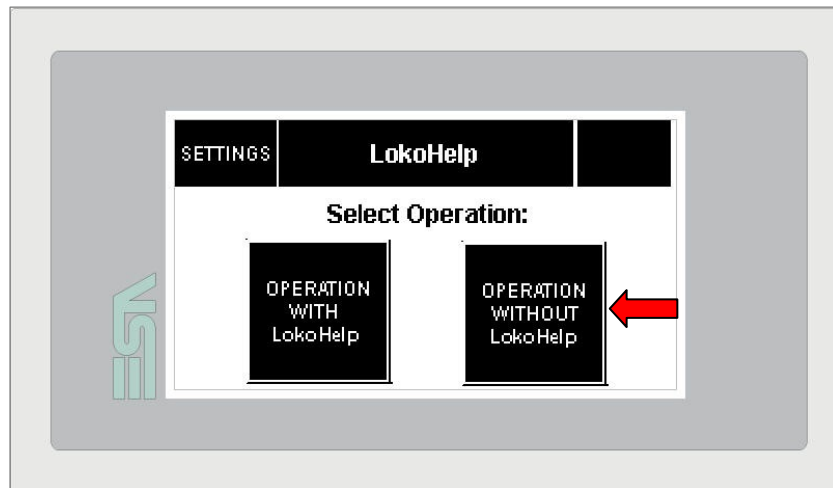 SETTINGS
LokoHelp
Select Operation:
OPERATION
WITH
LokoHelp
OPERATION
WITHOUT
LokoHelp